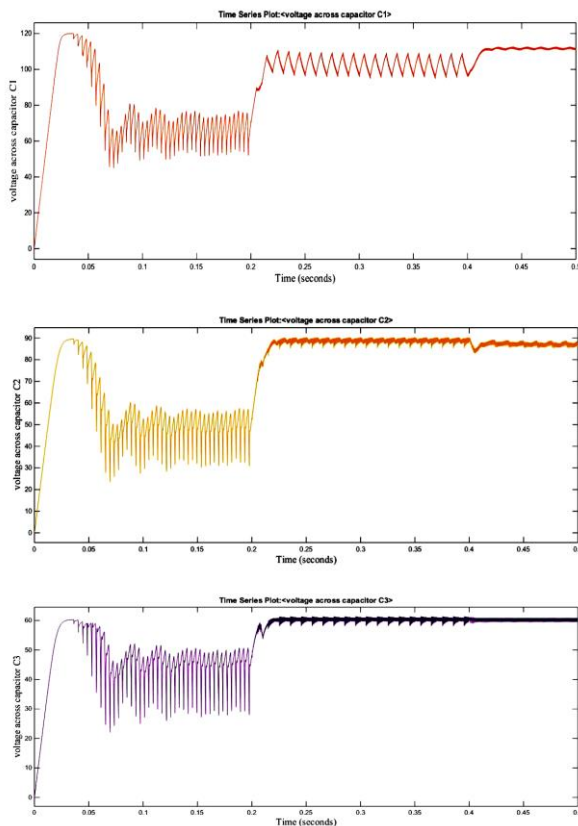 Time Series Plot:<voltage across capacitor C1>
voltage across capacitor C1
120
100
80
60
40
20
0
0 0.05 0.1 0.15 0.2 0.25 0.3 0.35 0.4 0.45 0.5
Time (seconds)
Time Series Plot:<voltage across capacitor C2>
voltage across capacitor C2
90
80
70
60
50
40
30
20
10
0
0 0.05 0.1 0.15 0.2 0.25 0.3 0.35 0.4 0.45 0.5
Time (seconds)
Time Series Plot:<voltage across capacitor C3>
voltage across capacitor C3
60
50
40
30
20
10
0
0 0.05 0.1 0.15 0.2 0.25 0.3 0.35 0.4 0.45 0.5
Time (seconds)